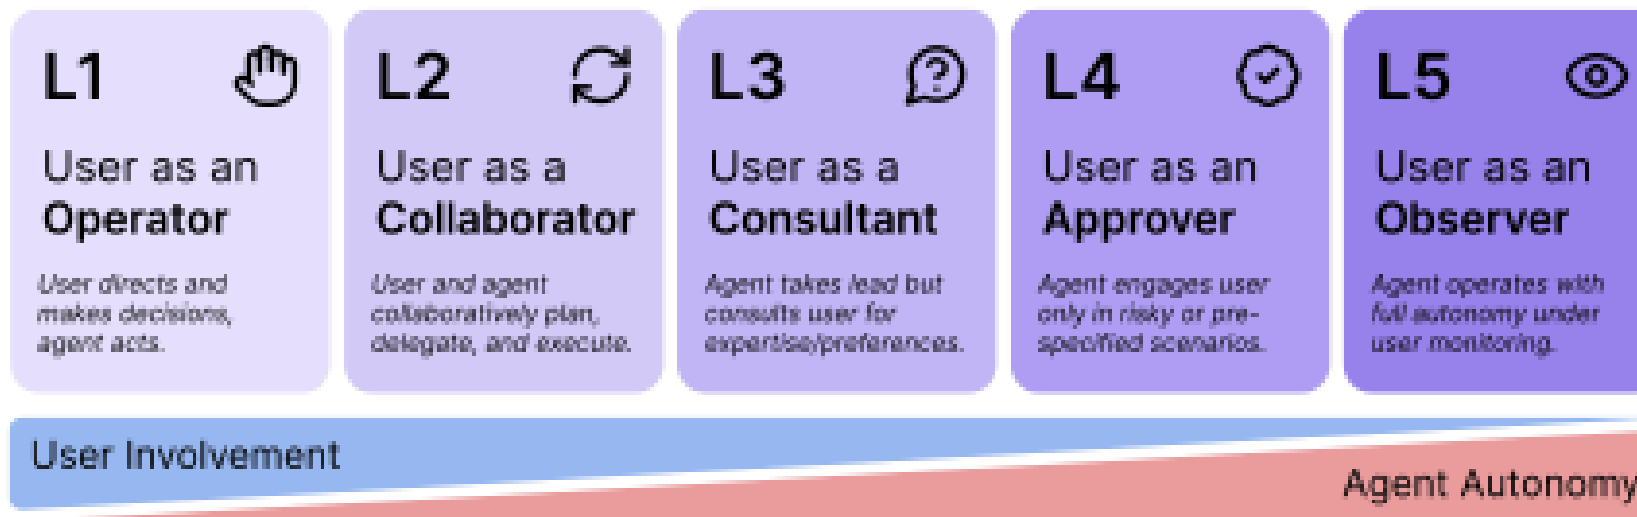 L1
User as an
Operator
User directs and
makes decisions,
agent acts.
L2
User as a
Collaborator
User and agent
collaboratively plan,
delegate, and execute.
L3
User as a
Consultant
Agent takes lead but
consults user for
expertise/preferences.
L4
User as an
Approver
Agent engages user
only in risky or pre-
specified scenarios.
L5
User as an
Observer
Agent operates with
full autonomy under
user monitoring.
User Involvement
Agent Autonomy